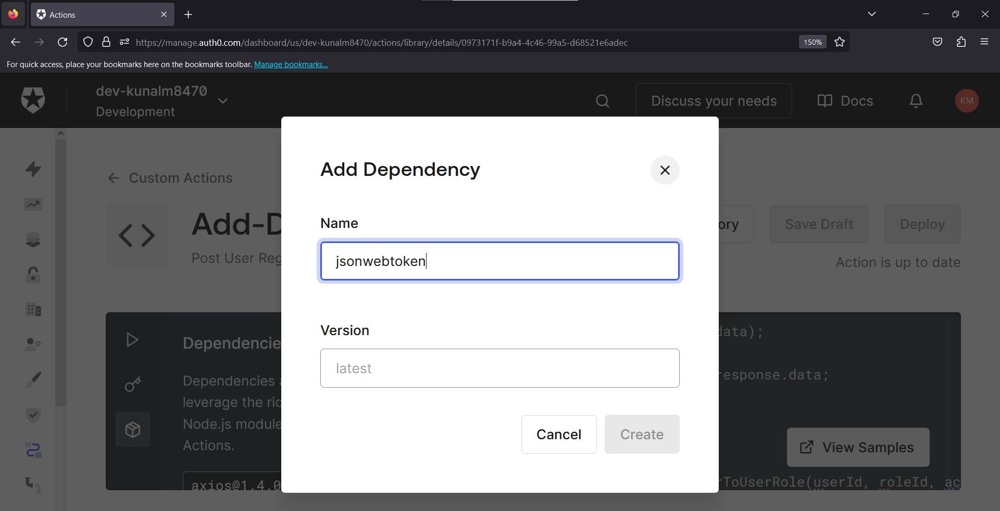 Actions
https://manage.auth0.com/dashboard/us/dev-kunalm8470/actions/library/details/0973171f-b9a4-4c46-99a5-d68521e6adec
150%
For quick access, place your bookmarks here on the bookmarks toolbar. Manage bookmarks...
dev-kunalm8470
Development
Discuss your needs
Docs
KM
Custom Actions
Add-D
Post User Reg
ory
Save Draft
Deploy
Action is up to date
Add Dependency
Name
jsonwebtoken
Version
latest
Cancel
Create
Dependencie
Dependencies a
leverage the ric
Node.js module
Actions.
axios@1.4.0
data);
response.data;
View Samples
rToUserRole(userId, roleId, ac